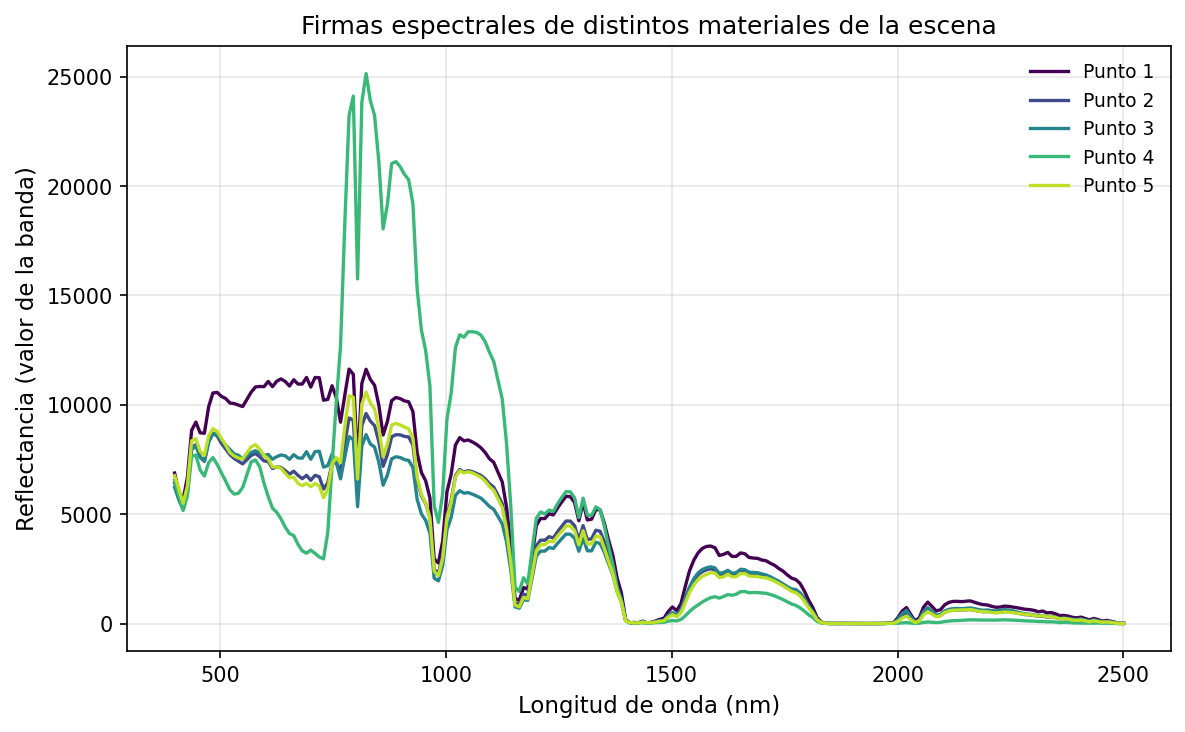 Firmas espectrales de distintos materiales de la escena
Reflectancia (valor de la banda)
25000
20000
15000
10000
5000
0
Punto 1
Punto 2
Punto 3
Punto 4
Punto 5
500
1000
1500
2000
2500
Longitud de onda (nm)